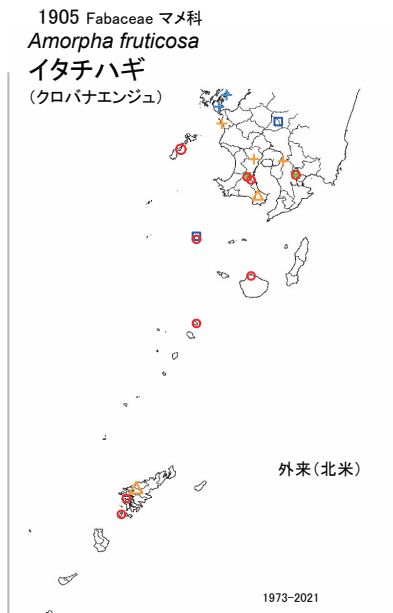 1905 Fabaceae マメ科
Amorpha fruticosa
イタチハギ
(クロバナエンジュ)
外来(北米)
1973-2021